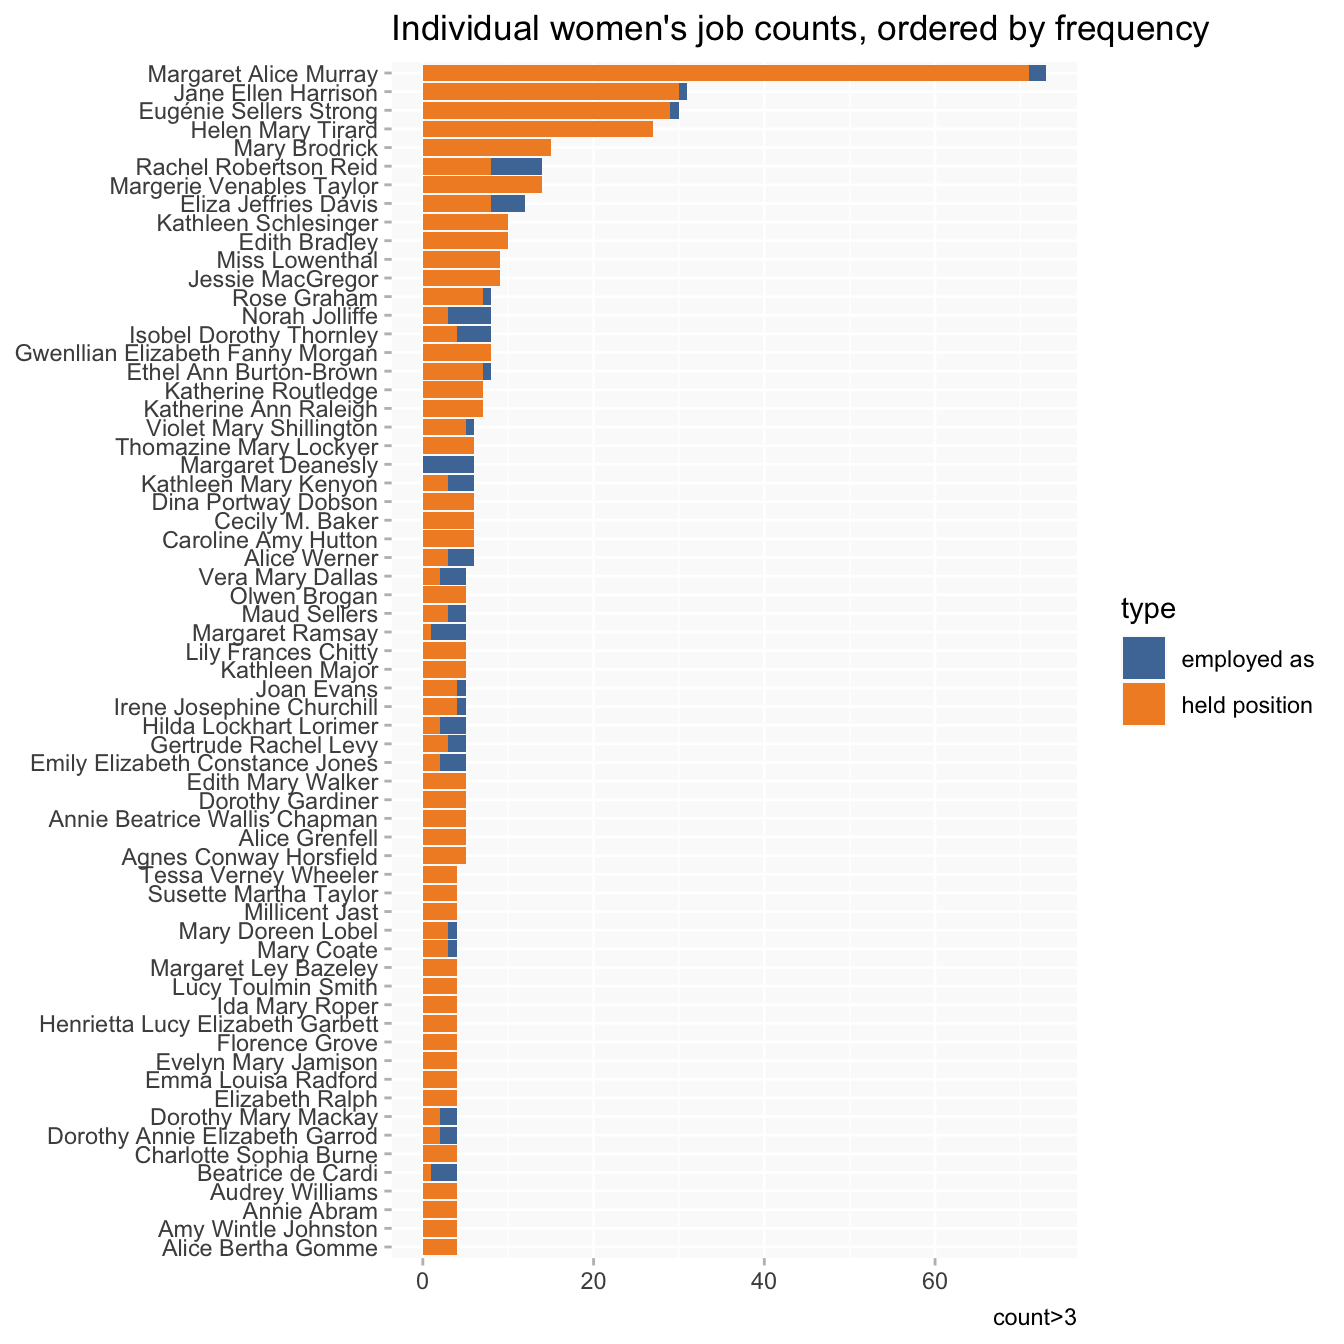 Individual women's job counts, ordered by frequency
Margaret Alice Murray
Jane Ellen Harrison
Eugénie Sellers Strong
Helen Mary Tirard
Mary Brodrick
Rachel Robertson Reid
Margerie Venables Taylor
Eliza Jeffries Davis
Kathleen Schlesinger
Edith Bradley
Miss Lowenthal
Jessie MacGregor
Rose Graham
Norah Jolliffe
Isobel Dorothy Thornley
Gwenllian Elizabeth Fanny Morgan
Ethel Ann Burton-Brown
Katherine Routledge
Katherine Ann Raleigh
Violet Mary Shillington
Thomazine Mary Lockyer
Margaret Deanesly
Kathleen Mary Kenyon
Dina Portway Dobson
Cecily M. Baker
Caroline Amy Hutton
Alice Werner
Vera Mary Dallas
Olwen Brogan
Maud Sellers
Margaret Ramsay
Lily Frances Chitty
Kathleen Major
Joan Evans
Irene Josephine Churchill
Hilda Lockhart Lorimer
Gertrude Rachel Levy
Emily Elizabeth Constance Jones
Edith Mary Walker
Dorothy Gardiner
Annie Beatrice Wallis Chapman
Alice Grenfell
Agnes Conway Horsfield
Tessa Verney Wheeler
Susette Martha Taylor
Millicent Jast
Mary Doreen Lobel
Mary Coate
Margaret Ley Bazeley
Lucy Toulmin Smith
Ida Mary Roper
Henrietta Lucy Elizabeth Garbett
Florence Grove
Evelyn Mary Jamison
Emma Louisa Radford
Elizabeth Ralph
Dorothy Mary Mackay
Dorothy Annie Elizabeth Garrod
Charlotte Sophia Burne
Beatrice de Cardi
Audrey Williams
Annie Abram
Amy Wintle Johnston
Alice Bertha Gomme
0 20 40 60
count>3
type
employed as
held position